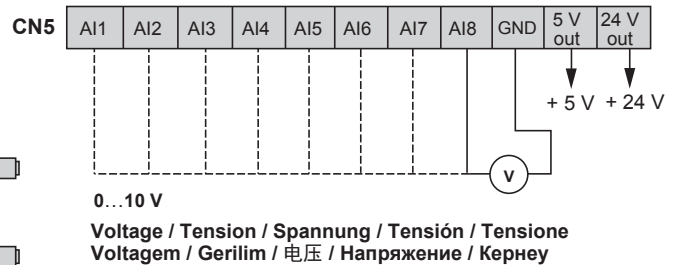 CN5 AI1 AI2 AI3 AI4 AI5 AI6 AI7 AI8 GND 5 V out 24 V out
+ 5 V + 24 V
V
0...10 V
Voltage / Tension / Spannung / Tensión / Tensione
Voltagem / Gerilim / 电压 / Напряжение / Керней